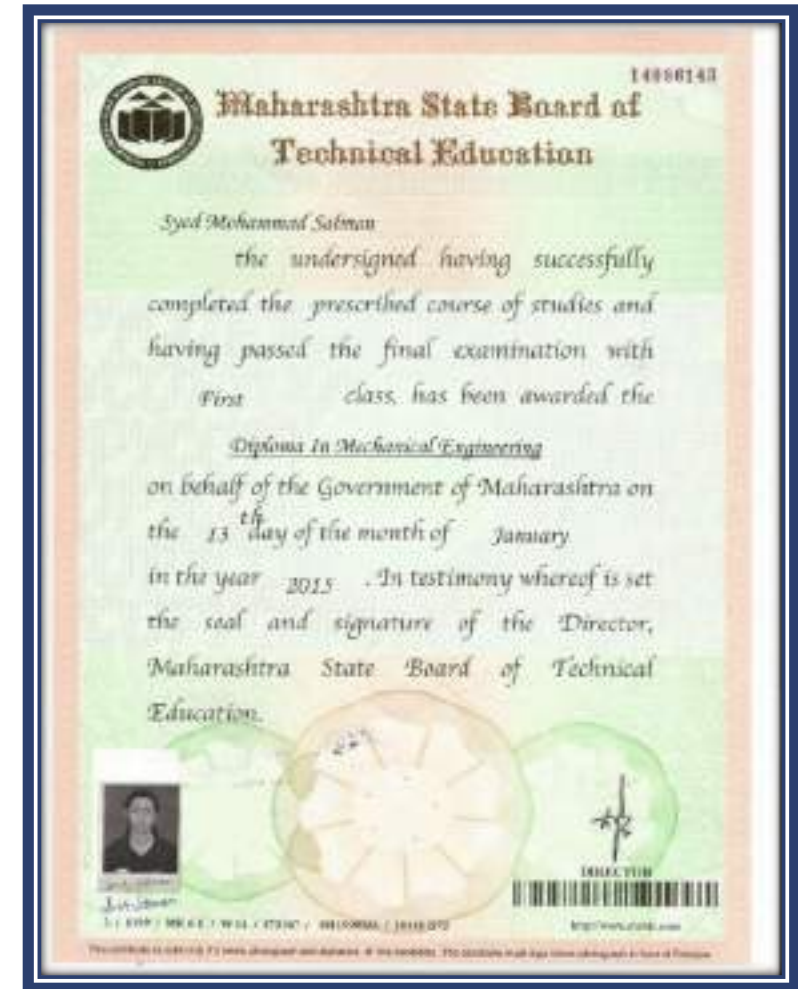 14086143
Maharashtra State Board of
Technical Education
Syed Mohammad Salman
the undersigned having successfully
completed the prescribed course of studies and
having passed the final examination with
First class, has been awarded the
Diploma In Mechanical Engineering
on behalf of the Government of Maharashtra on
the 13 th day of the month of January
in the year 2015 . In testimony whereof is set
the seal and signature of the Director,
Maharashtra State Board of Technical
Education.
DIRECTOR